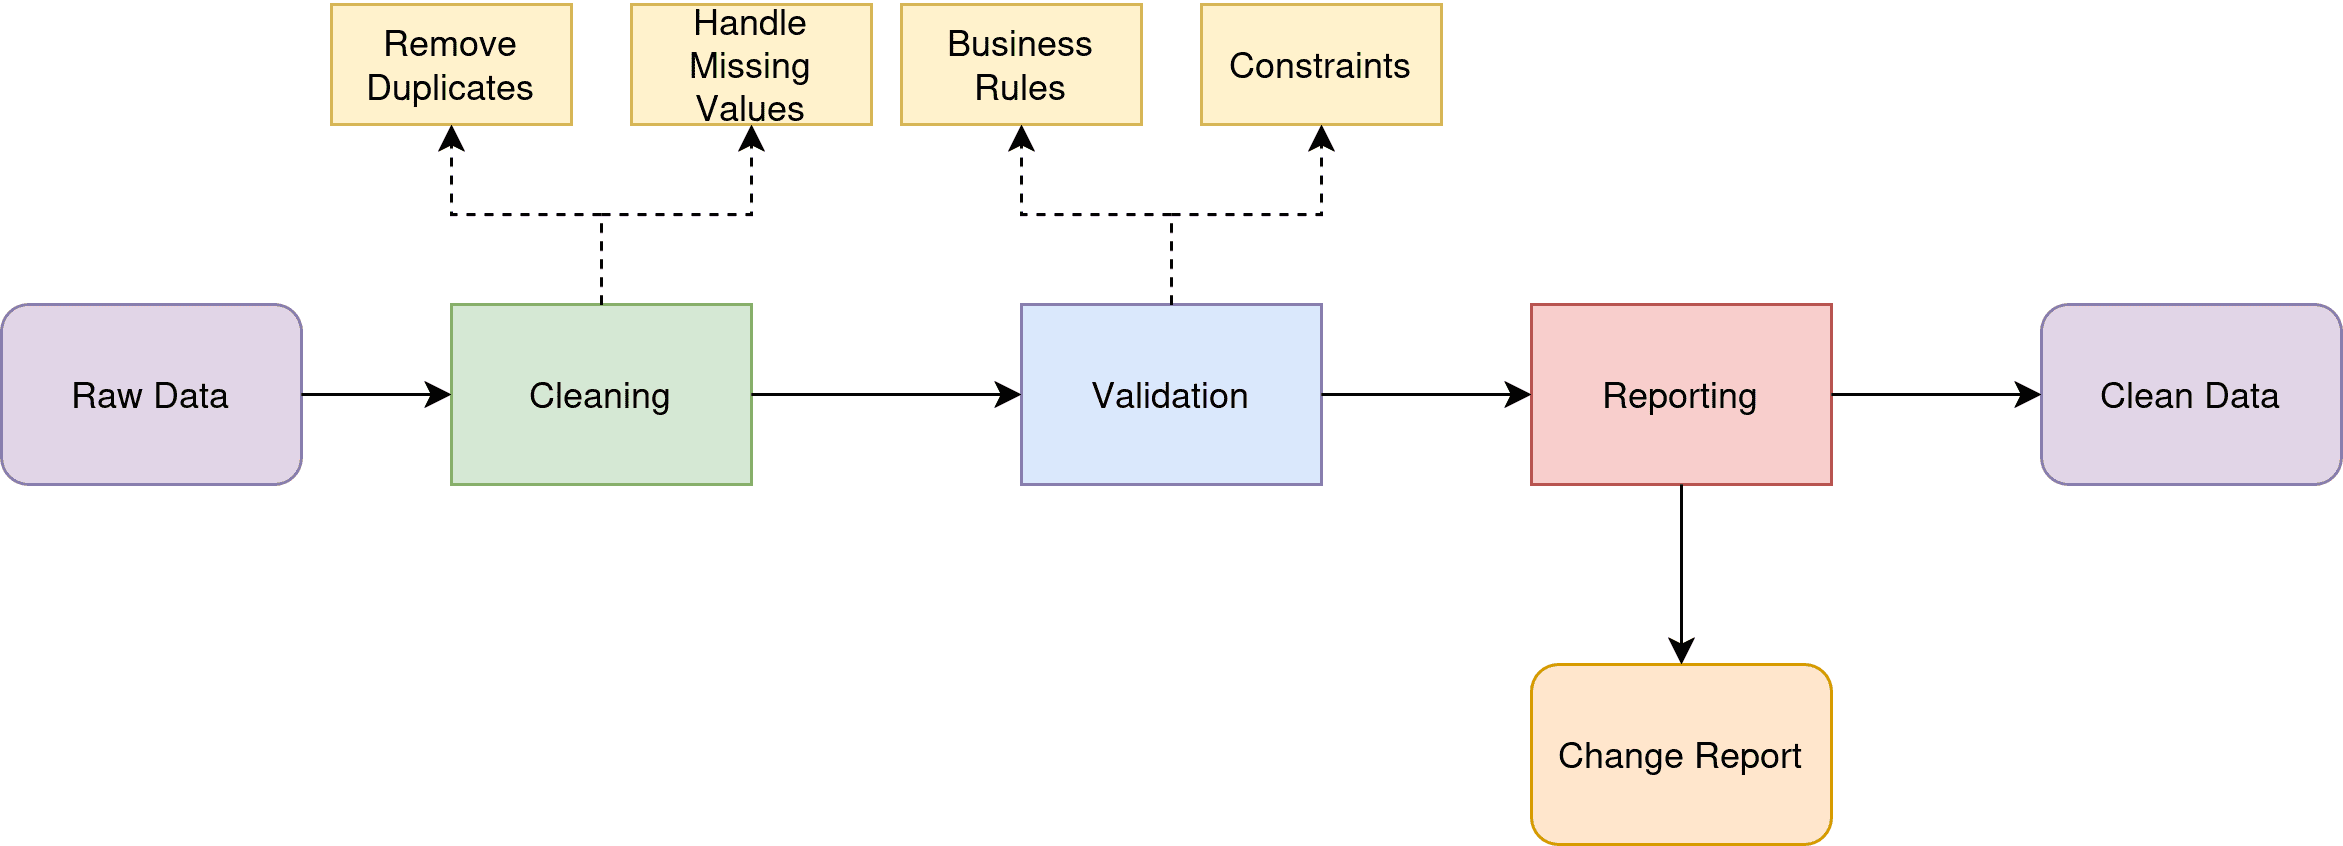 Remove
Duplicates
Handle
Missing
Values
Business
Rules
Constraints
Raw Data
Cleaning
Validation
Reporting
Clean Data
Change Report